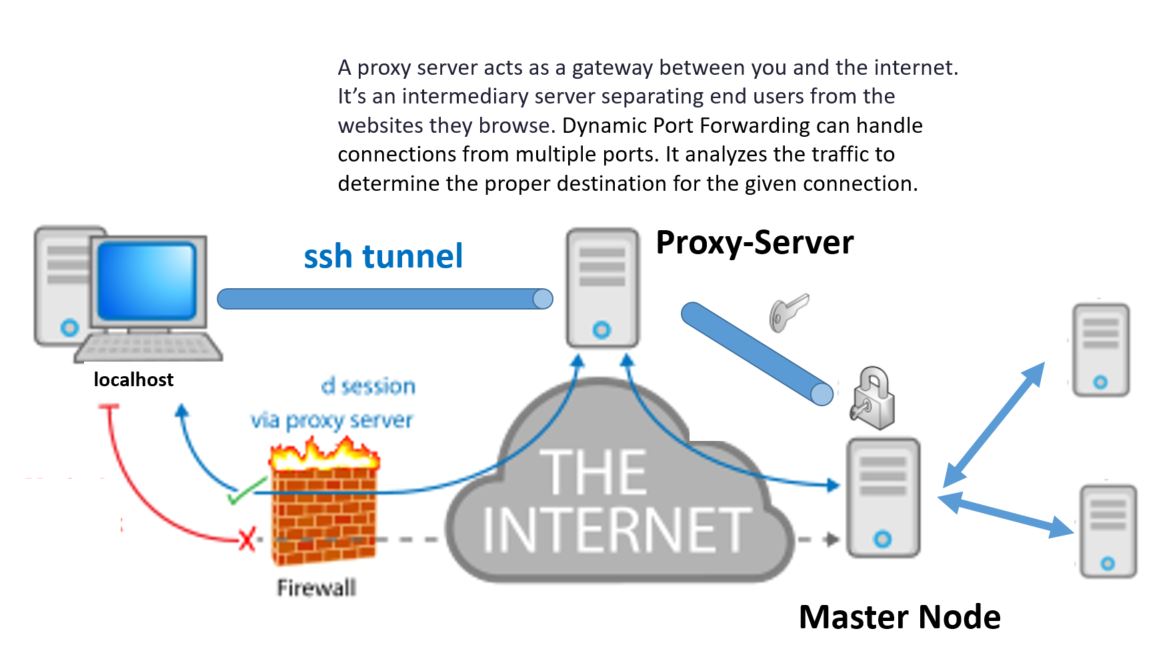 A proxy server acts as a gateway between you and the internet.
It's an intermediary server separating end users from the
websites they browse. Dynamic Port Forwarding can handle
connections from multiple ports. It analyzes the traffic to
determine the proper destination for the given connection.
ssh tunnel
Proxy-Server
localhost
d session
via proxy server
THE
INTERNET
Firewall
Master Node